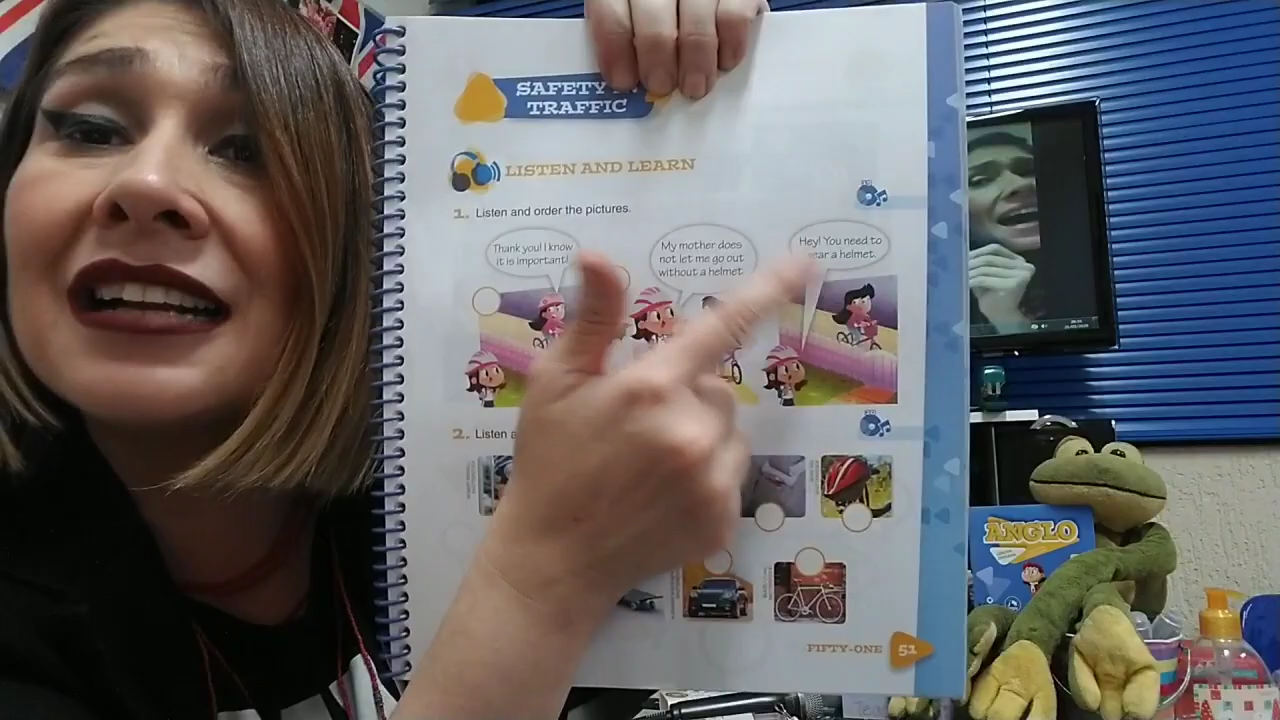 SAFETY
TRAFFIC
LISTEN AND LEARN
1. Listen and order the pictures.
Thank you! I know
it is important!
My mother does
not let me go out
without a helmet.
Hey! You need to
a helmet.
2. Listen
FIFTY-ONE 51
ANGLO